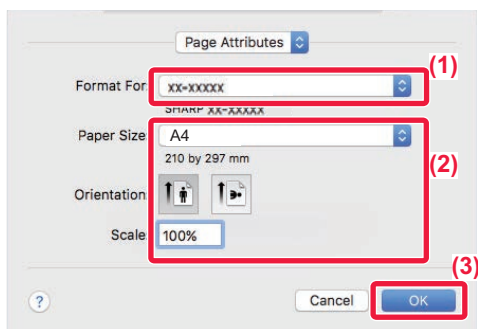 Page Attributes
(1)
Format For: xx-xxxxx
SHARP xx-xxxxx
Paper Size: A4
210 by 297 mm
(2)
Orientation:
Scale: 100%
(3)
? Cancel OK